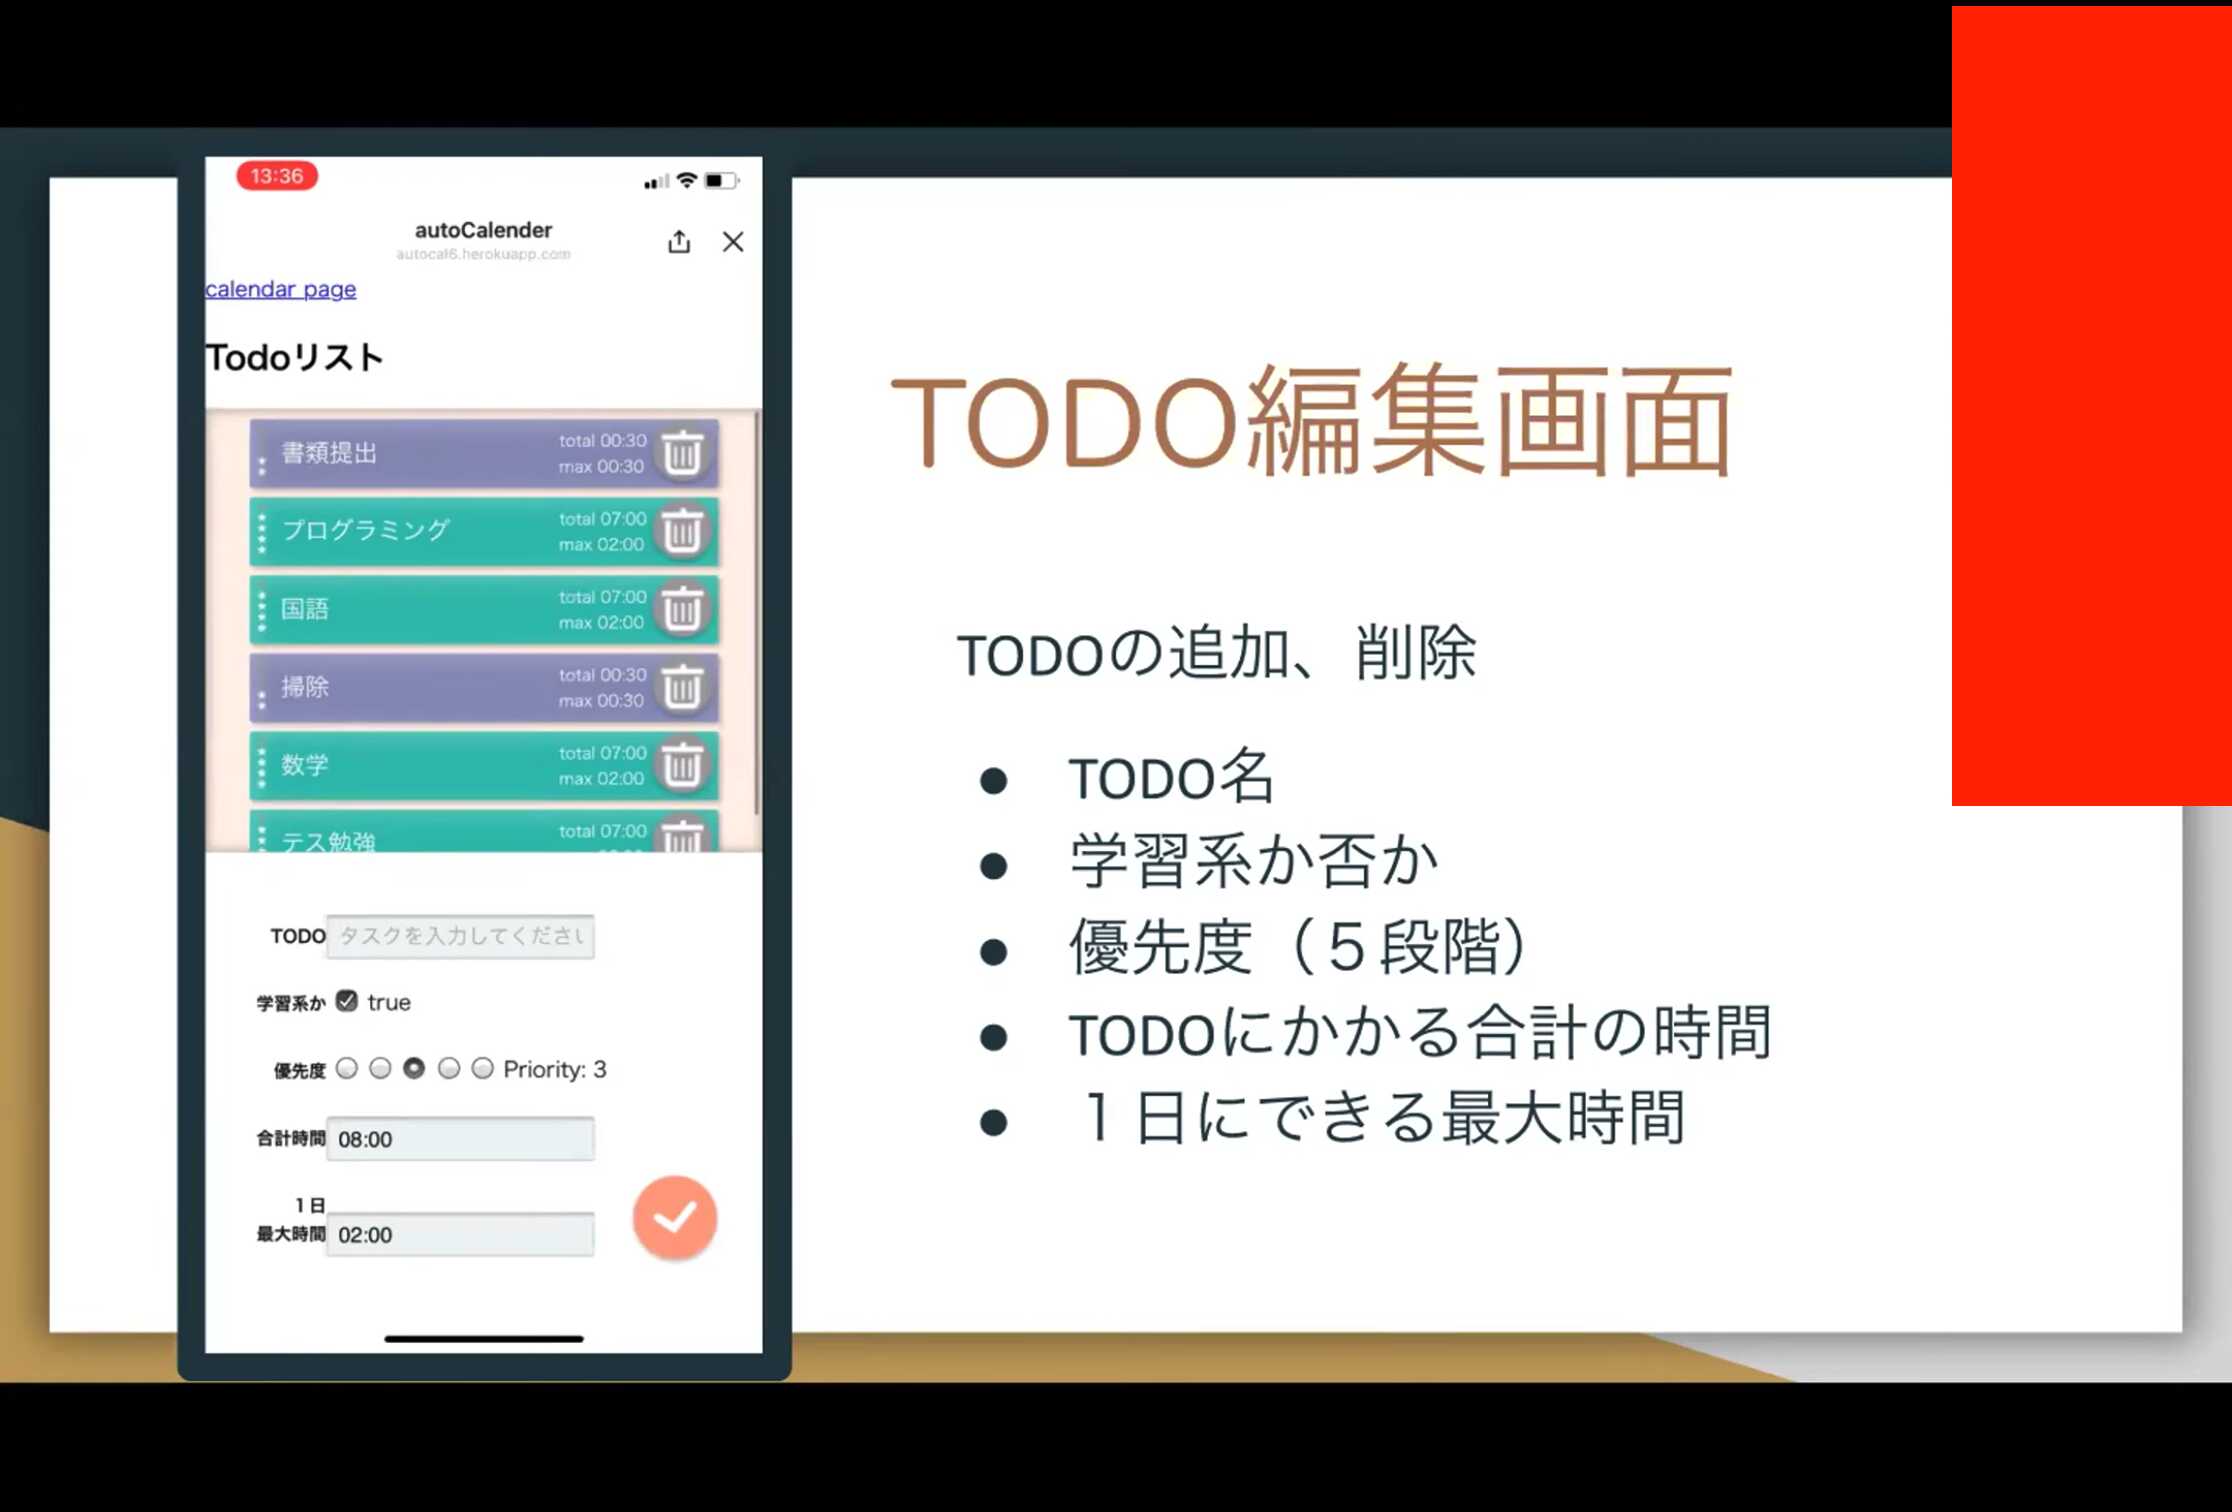 13:36
autoCalender
autocal6.herokuapp.com
calendar page
Todoリスト
書類提出
total 00:30
max 00:30
プログラミング
total 07:00
max 02:00
国語
total 07:00
max 02:00
掃除
total 00:30
max 00:30
数学
total 07:00
max 02:00
テス勉強
total 07:00
TODO タスクを入力してください
学習系か true
優先度 Priority: 3
合計時間 08:00
1日
最大時間 02:00
TODO編集画面
TODOの追加、削除
● TODO名
● 学習系か否か
● 優先度（５段階）
● TODOにかかる合計の時間
● １日にできる最大時間